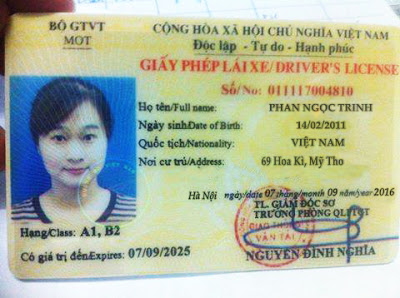 BỘ GTVT
MOT
CỘNG HÒA XÃ HỘI CHỦ NGHĨA VIỆT NAM
Độc lập - Tự do - Hạnh phúc
GIẤY PHÉP LÁI XE/ DRIVER'S LICENSE
Số/No: 011117004810
Họ tên/Full name: PHAN NGỌC TRINH
Ngày sinh/Date of Birth: 14/02/2011
Quốc tịch/Nationality: VIỆT NAM
Nơi cư trú/Address: 69 Hoa Kì, Mỹ Tho
Hà Nội ngày/date 07 tháng/month 09 năm/year 2016
TL. GIÁM ĐỐC SỞ
TRƯỞNG PHÒNG QLPT
GIAO THÔNG
VẬN TẢI
Hạng/Class: A1, B2
Có giá trị đến/Expires: 07/09/2025
NGUYỄN ĐÌNH NGHĨA